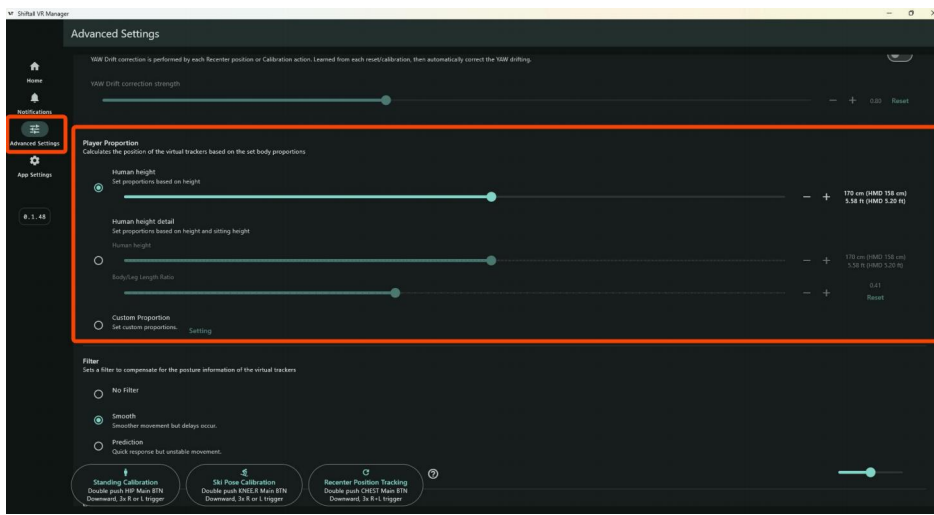 Shiftall VR Manager
Advanced Settings
Home
Notifications
Advanced Settings
App Settings
0.1.48
YAW Drift correction is performed by each Recenter position or Calibration action. Learned from each reset/calibration, then automatically correct the YAW drifting.
YAW Drift correction strength
0.80 Reset
Player Proportion
Calculates the position of the virtual trackers based on the set body proportions
Human height
Set proportions based on height
170 cm (HMD 158 cm)
5.58 ft (HMD 5.20 ft)
Human height detail
Set proportions based on height and sitting height
Human height
170 cm (HMD 158 cm)
5.58 ft (HMD 5.20 ft)
Body/Leg Length Ratio
0.41
Reset
Custom Proportion
Set custom proportions. Setting
Filter
Sets a filter to compensate for the posture information of the virtual trackers
No Filter
Smooth
Smoother movement but delays occur.
Prediction
Quick response but unstable movement.
Standing Calibration
Double push HIP Main BTN
Downward, 3x R or L trigger
Ski Pose Calibration
Double push KNEE.R Main BTN
Downward, 3x R or L trigger
Recenter Position Tracking
Double push CHEST Main BTN
Downward, 3x R+L trigger